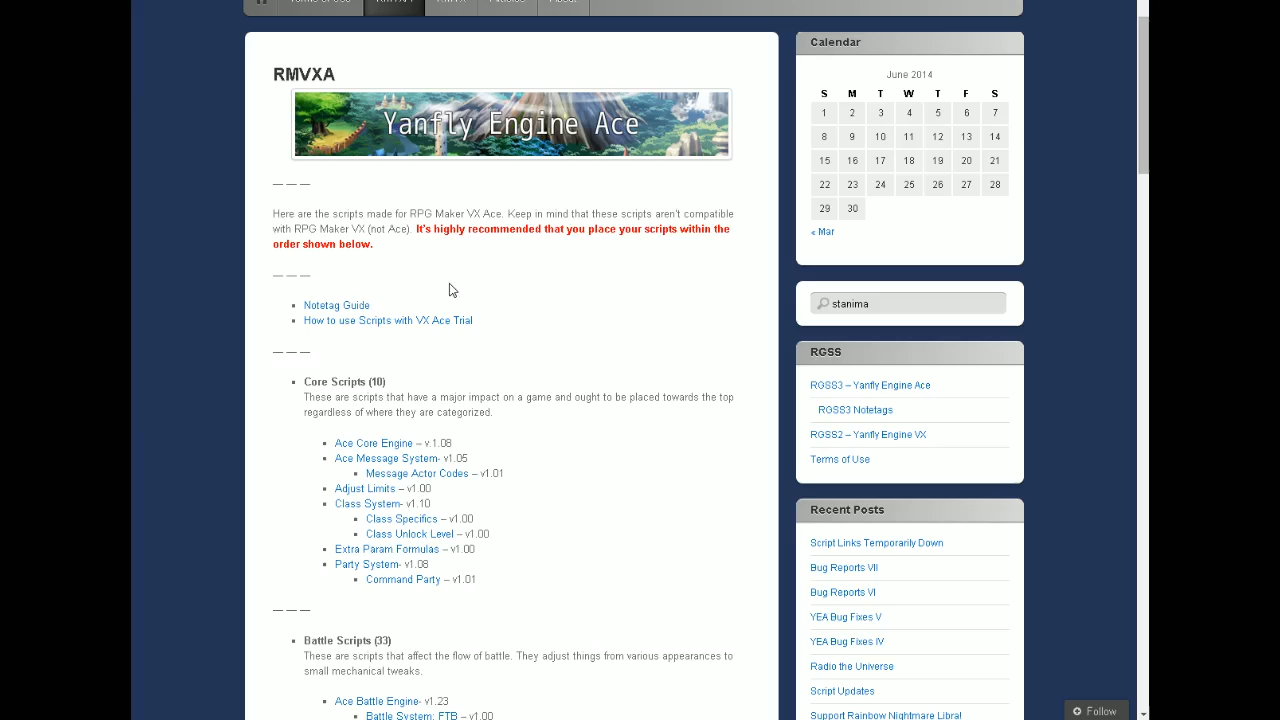 RMVXA
Yanfly Engine Ace
— — —
Here are the scripts made for RPG Maker VX Ace. Keep in mind that these scripts aren't compatible
with RPG Maker VX (not Ace). It's highly recommended that you place your scripts within the
order shown below.
— — —
Notetag Guide
How to use Scripts with VX Ace Trial
— — —
Core Scripts (10)
These are scripts that have a major impact on a game and ought to be placed towards the top
regardless of where they are categorized.
Ace Core Engine – v.1.08
Ace Message System- v1.05
Message Actor Codes – v1.01
Adjust Limits – v1.00
Class System- v1.10
Class Specifics – v1.00
Class Unlock Level – v1.00
Extra Param Formulas – v1.00
Party System- v1.08
Command Party – v1.01
— — —
Battle Scripts (33)
These are scripts that affect the flow of battle. They adjust things from various appearances to
small mechanical tweaks.
Ace Battle Engine- v1.23
Battle System: FTB – v1.00
Calendar
June 2014
S M T W T F S
1 2 3 4 5 6 7
8 9 10 11 12 13 14
15 16 17 18 19 20 21
22 23 24 25 26 27 28
29 30
« Mar
stanima
RGSS
RGSS3 – Yanfly Engine Ace
RGSS3 Notetags
RGSS2 – Yanfly Engine VX
Terms of Use
Recent Posts
Script Links Temporarily Down
Bug Reports VII
Bug Reports VI
YEA Bug Fixes V
YEA Bug Fixes IV
Radio the Universe
Script Updates
Support Rainbow Nightmare Libra!
Follow